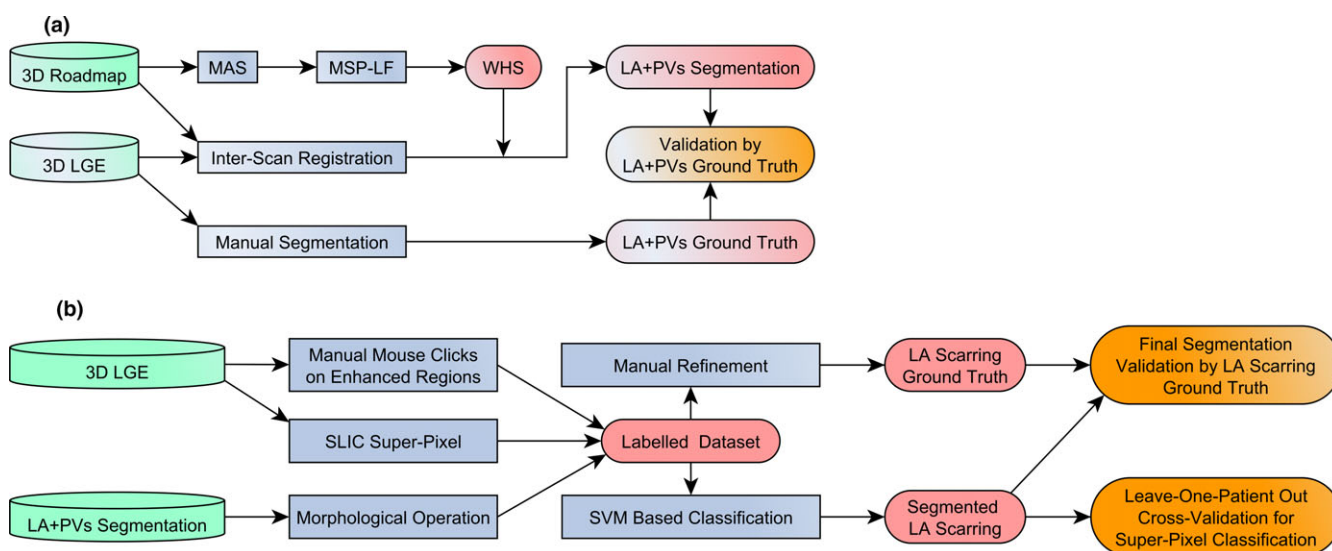 (a)
3D Roadmap
MAS
MSP-LF
WHS
LA+PVs Segmentation
3D LGE
Inter-Scan Registration
Validation by
LA+PVs Ground Truth
Manual Segmentation
LA+PVs Ground Truth
(b)
3D LGE
Manual Mouse Clicks
on Enhanced Regions
Manual Refinement
LA Scarring
Ground Truth
Final Segmentation
Validation by LA Scarring
Ground Truth
SLIC Super-Pixel
Labelled Dataset
LA+PVs Segmentation
Morphological Operation
SVM Based Classification
Segmented
LA Scarring
Leave-One-Patient Out
Cross-Validation for
Super-Pixel Classification